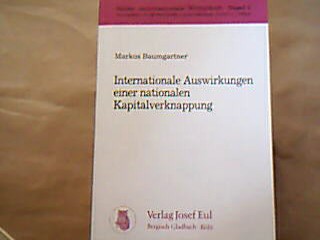 Markus Baumgartner
Internationale Auswirkungen
einer nationalen
Kapitalverknappung
Verlag Josef Eul
Bergisch Gladbach · Köln